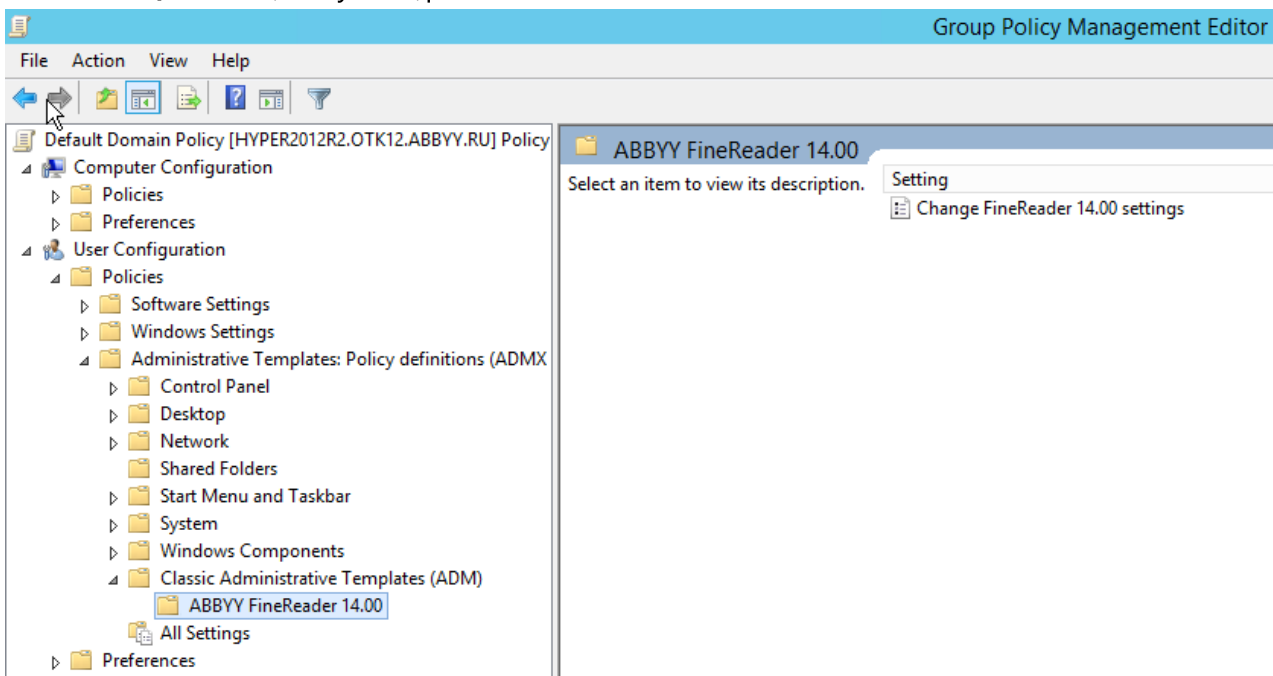 Group Policy Management Editor
File Action View Help
Default Domain Policy [HYPER2012R2.OTK12.ABBYY.RU] Policy
Computer Configuration
Policies
Preferences
User Configuration
Policies
Software Settings
Windows Settings
Administrative Templates: Policy definitions (ADMX
Control Panel
Desktop
Network
Shared Folders
Start Menu and Taskbar
System
Windows Components
Classic Administrative Templates (ADM)
ABBYY FineReader 14.00
All Settings
Preferences
ABBYY FineReader 14.00
Select an item to view its description.
Setting
Change FineReader 14.00 settings